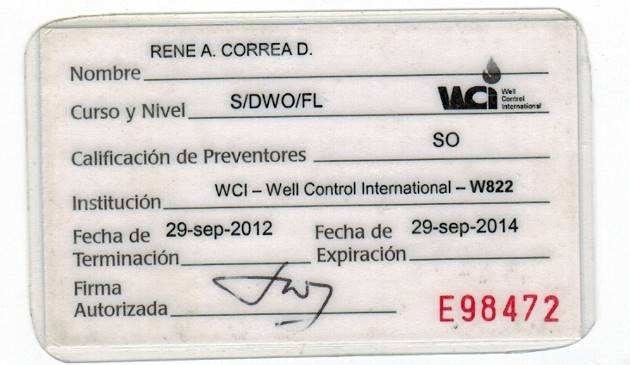 RENE A. CORREA D.
Nombre
Curso y Nivel S/DWO/FL
WCI Well Control International
Calificación de Preventores SO
Institución WCI – Well Control International – W822
Fecha de Terminación 29-sep-2012
Fecha de Expiración 29-sep-2014
Firma Autorizada
E98472